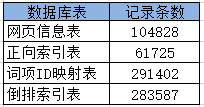 数据库表 记录条数
网页信息表 104828
正向索引表 61725
词项ID映射表 291402
倒排索引表 283587